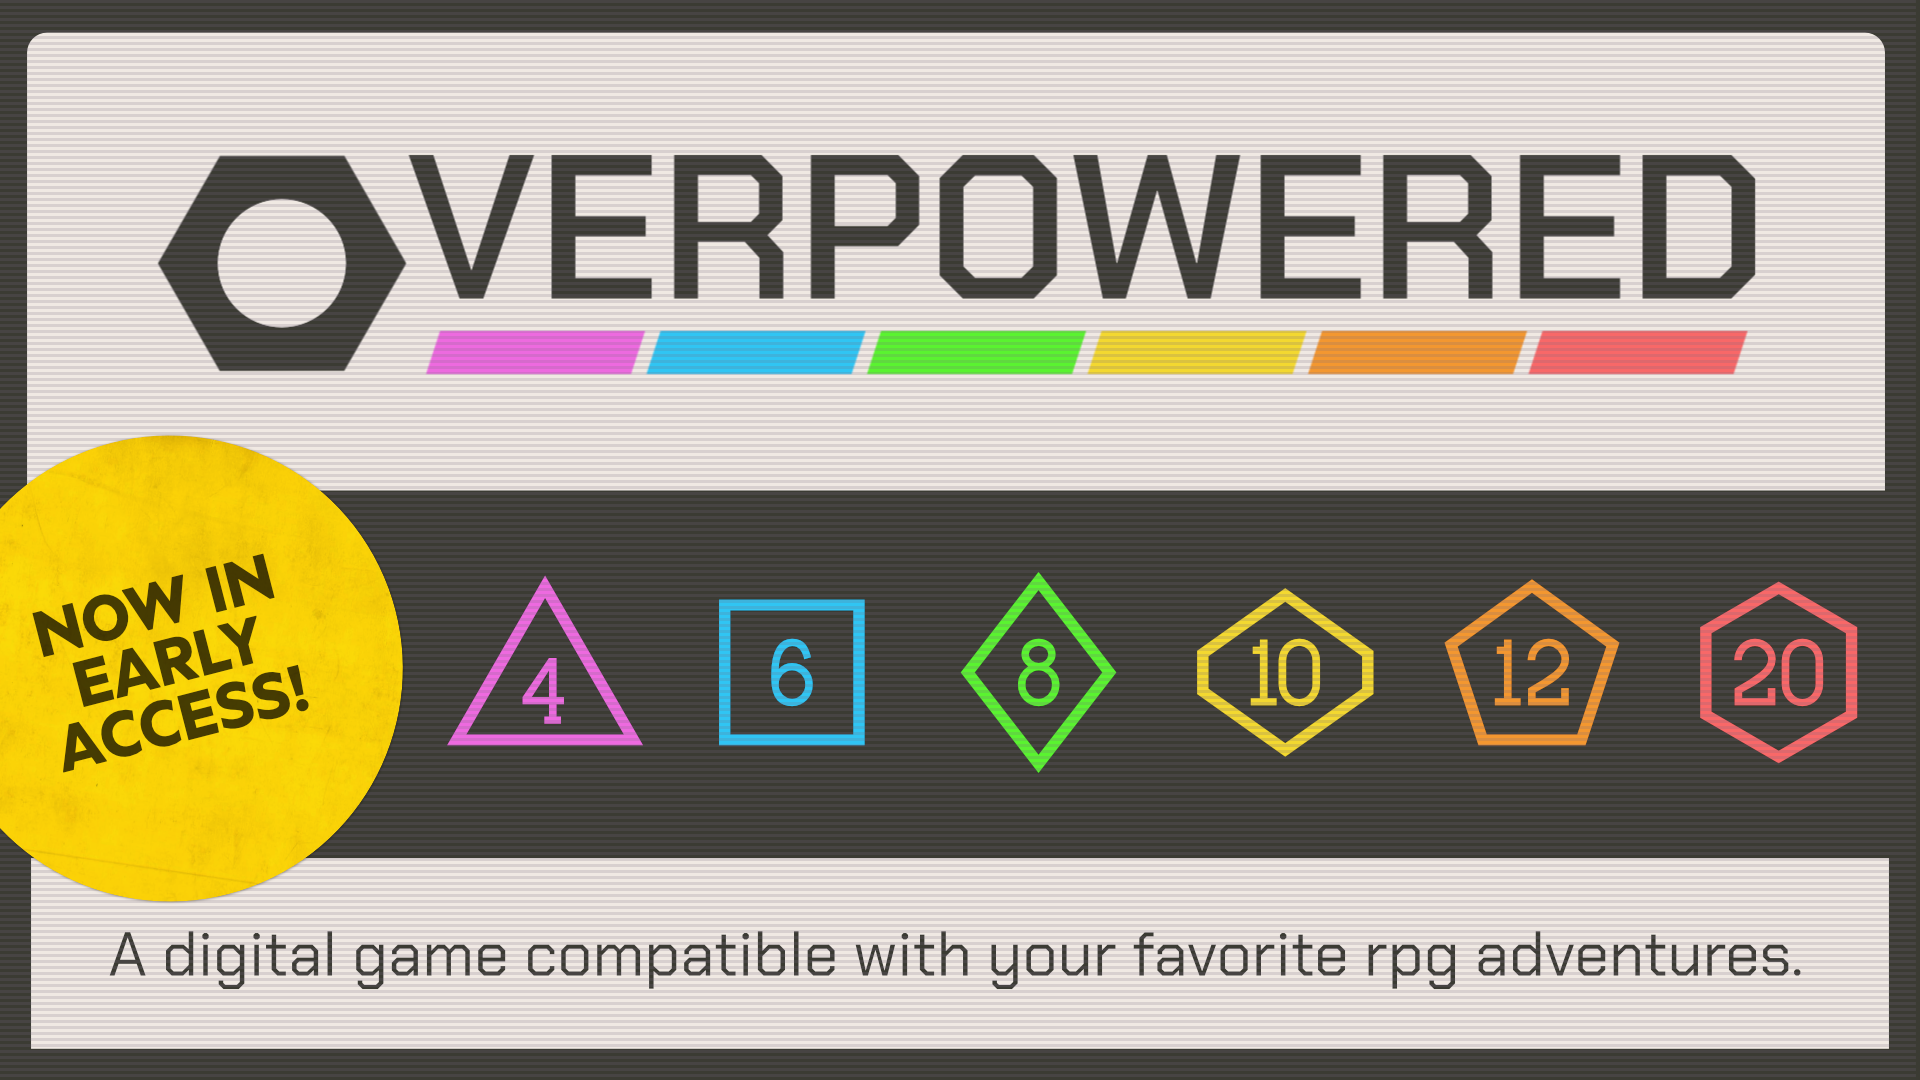 OVERPOWERED
NOW IN
EARLY
ACCESS!
4 6 8 10 12 20
A digital game compatible with your favorite rpg adventures.